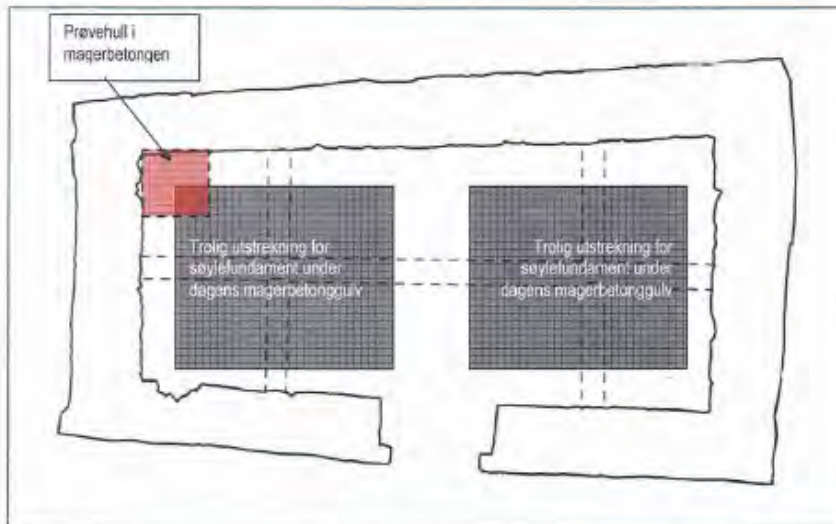 Prøvehull i
magerbetongen
Trolig utstrekning for
søylefundament under
dagens magerbetonggulv
Trolig utstrekning for
søylefundament under
dagens magerbetonggulv